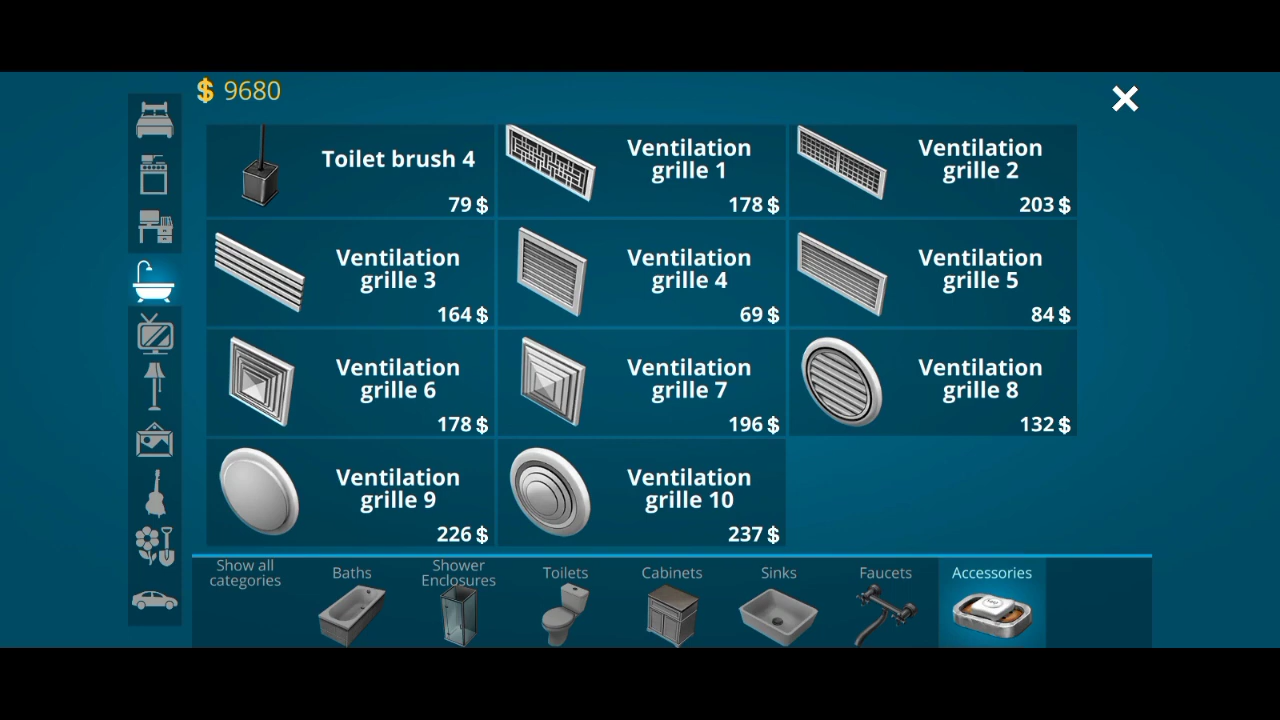 $ 9680
Toilet brush 4
79 $
Ventilation
grille 1
178 $
Ventilation
grille 2
203 $
Ventilation
grille 3
164 $
Ventilation
grille 4
69 $
Ventilation
grille 5
84 $
Ventilation
grille 6
178 $
Ventilation
grille 7
196 $
Ventilation
grille 8
132 $
Ventilation
grille 9
226 $
Ventilation
grille 10
237 $
Show all
categories
Baths
Shower
Enclosures
Toilets
Cabinets
Sinks
Faucets
Accessories